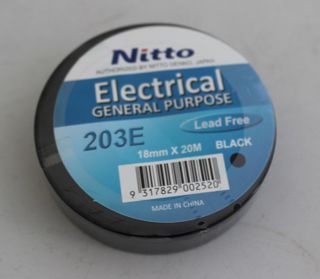 Nitto
AUTHORIZED BY NITTO DENKO, JAPAN
Electrical
GENERAL PURPOSE
Lead Free
203E
18mm X 20M
BLACK
9 317829 002520
MADE IN CHINA